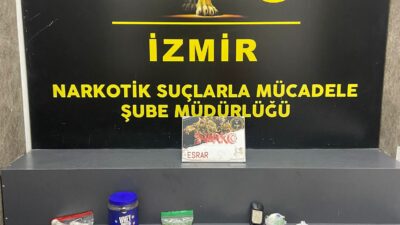 İZMİR
NARKOTİK SUÇLARLA MÜCADELE
ŞUBE MÜDÜRLÜĞÜ
ESRAR